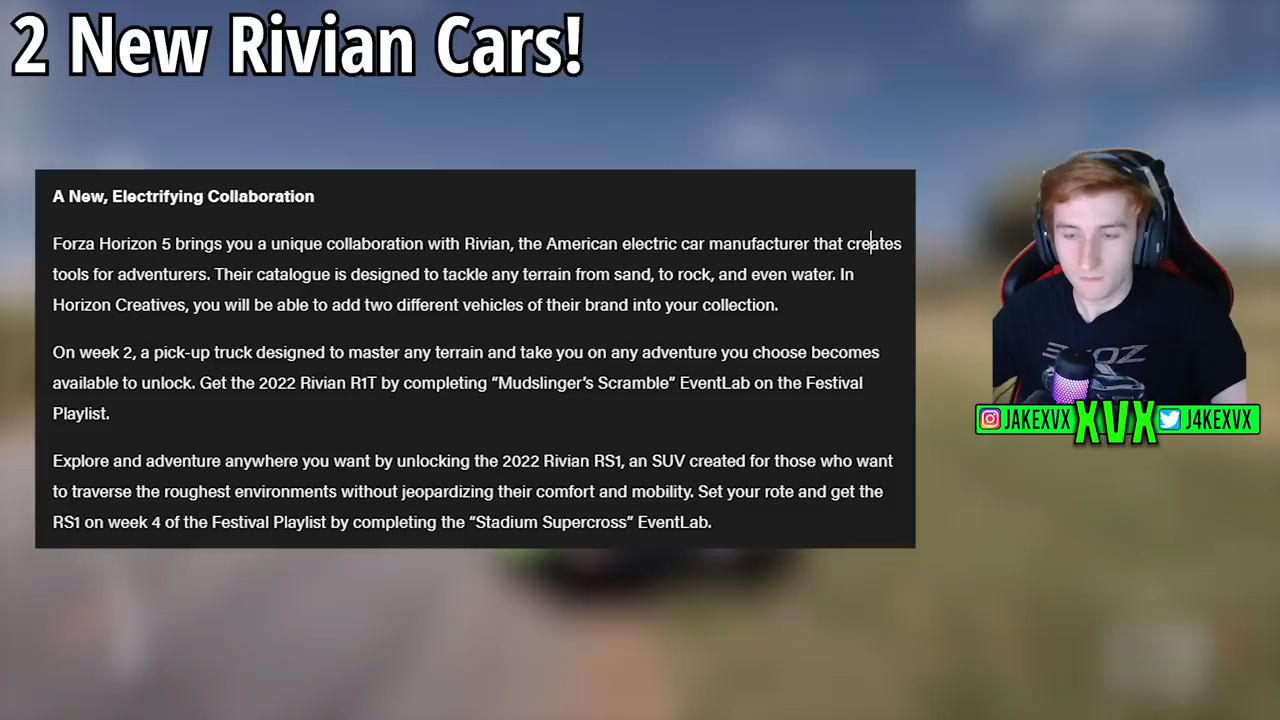 2 New Rivian Cars!
A New, Electrifying Collaboration
Forza Horizon 5 brings you a unique collaboration with Rivian, the American electric car manufacturer that creates
tools for adventurers. Their catalogue is designed to tackle any terrain from sand, to rock, and even water. In
Horizon Creatives, you will be able to add two different vehicles of their brand into your collection.
On week 2, a pick-up truck designed to master any terrain and take you on any adventure you choose becomes
available to unlock. Get the 2022 Rivian R1T by completing “Mudslinger’s Scramble” EventLab on the Festival
Playlist.
Explore and adventure anywhere you want by unlocking the 2022 Rivian RS1, an SUV created for those who want
to traverse the roughest environments without jeopardizing their comfort and mobility. Set your rote and get the
RS1 on week 4 of the Festival Playlist by completing the “Stadium Supercross” EventLab.
JAKEXVX XVX J4KEXVX